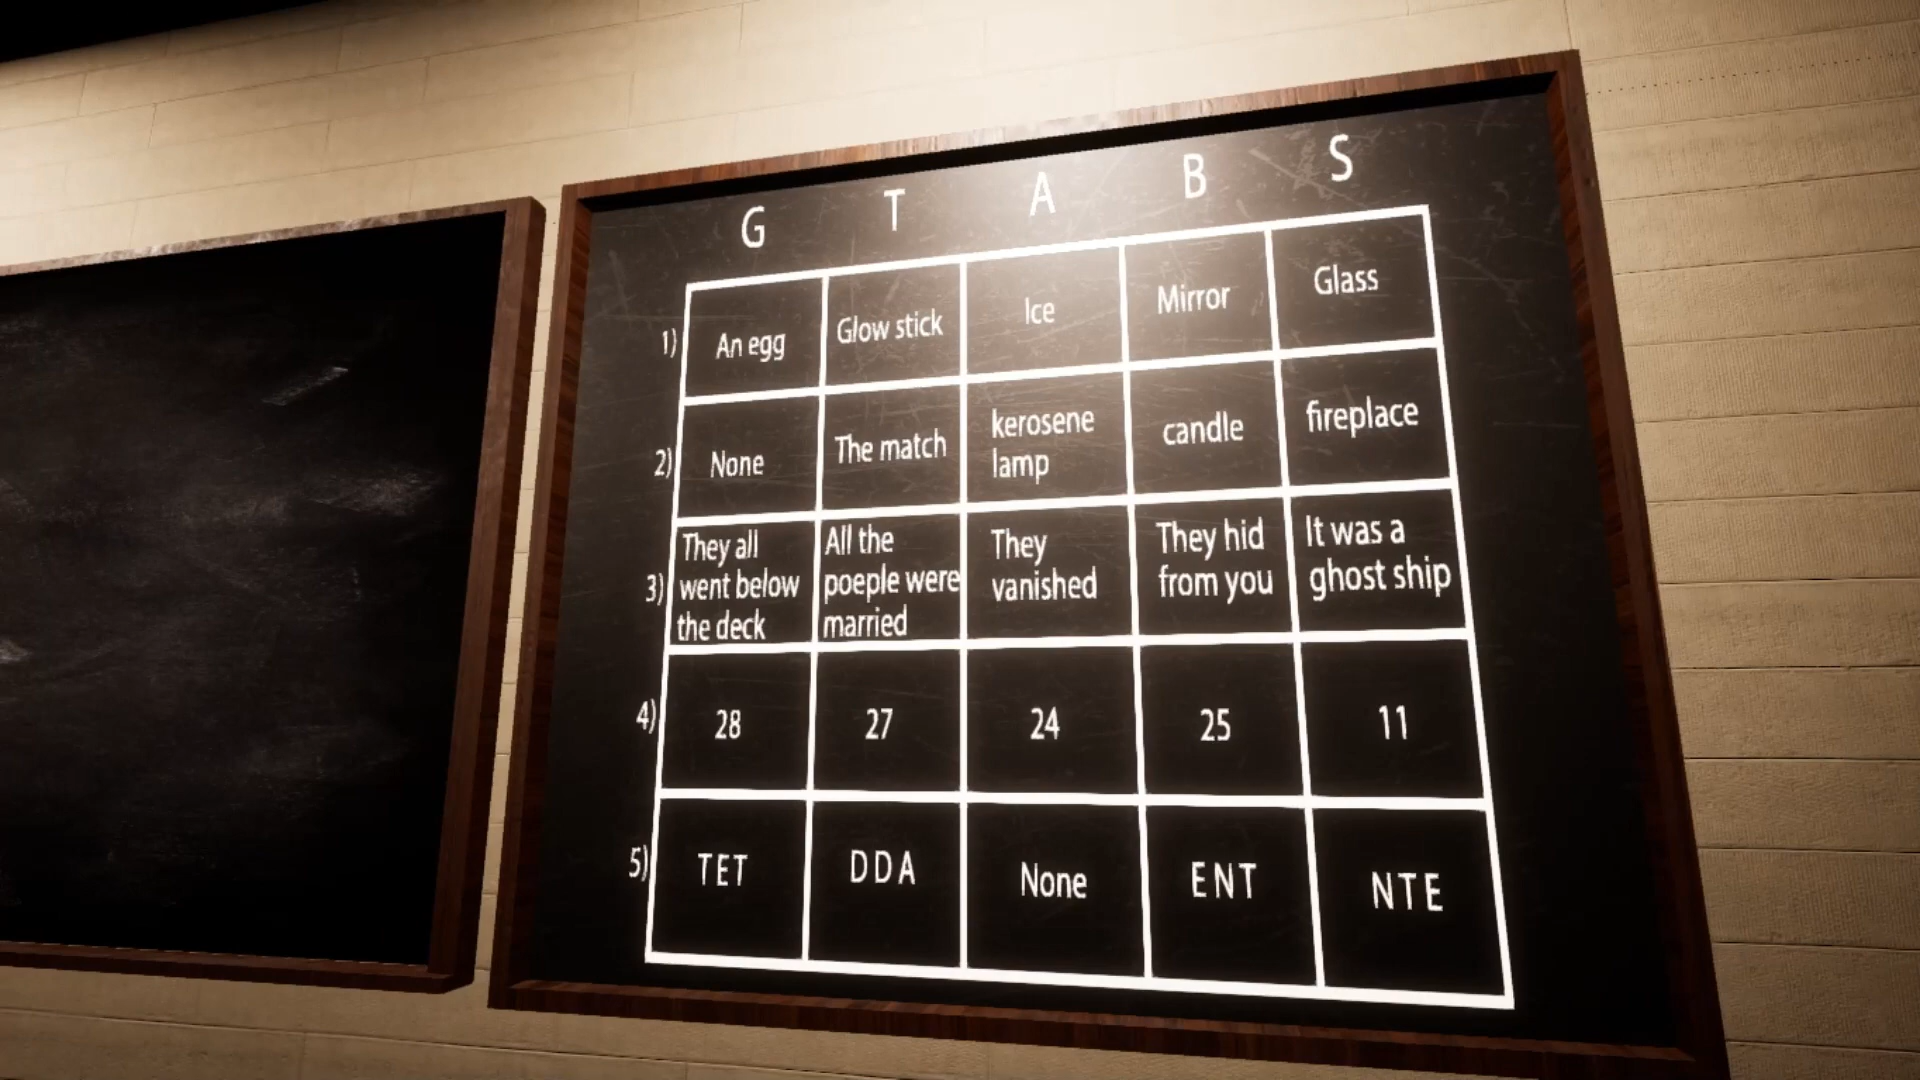 G T A B S
1) An egg Glow stick Ice Mirror Glass
2) None The match kerosene lamp candle fireplace
3) They all went below the deck All the poeple were married They vanished They hid from you It was a ghost ship
4) 28 27 24 25 11
5) TET DDA None ENT NTE